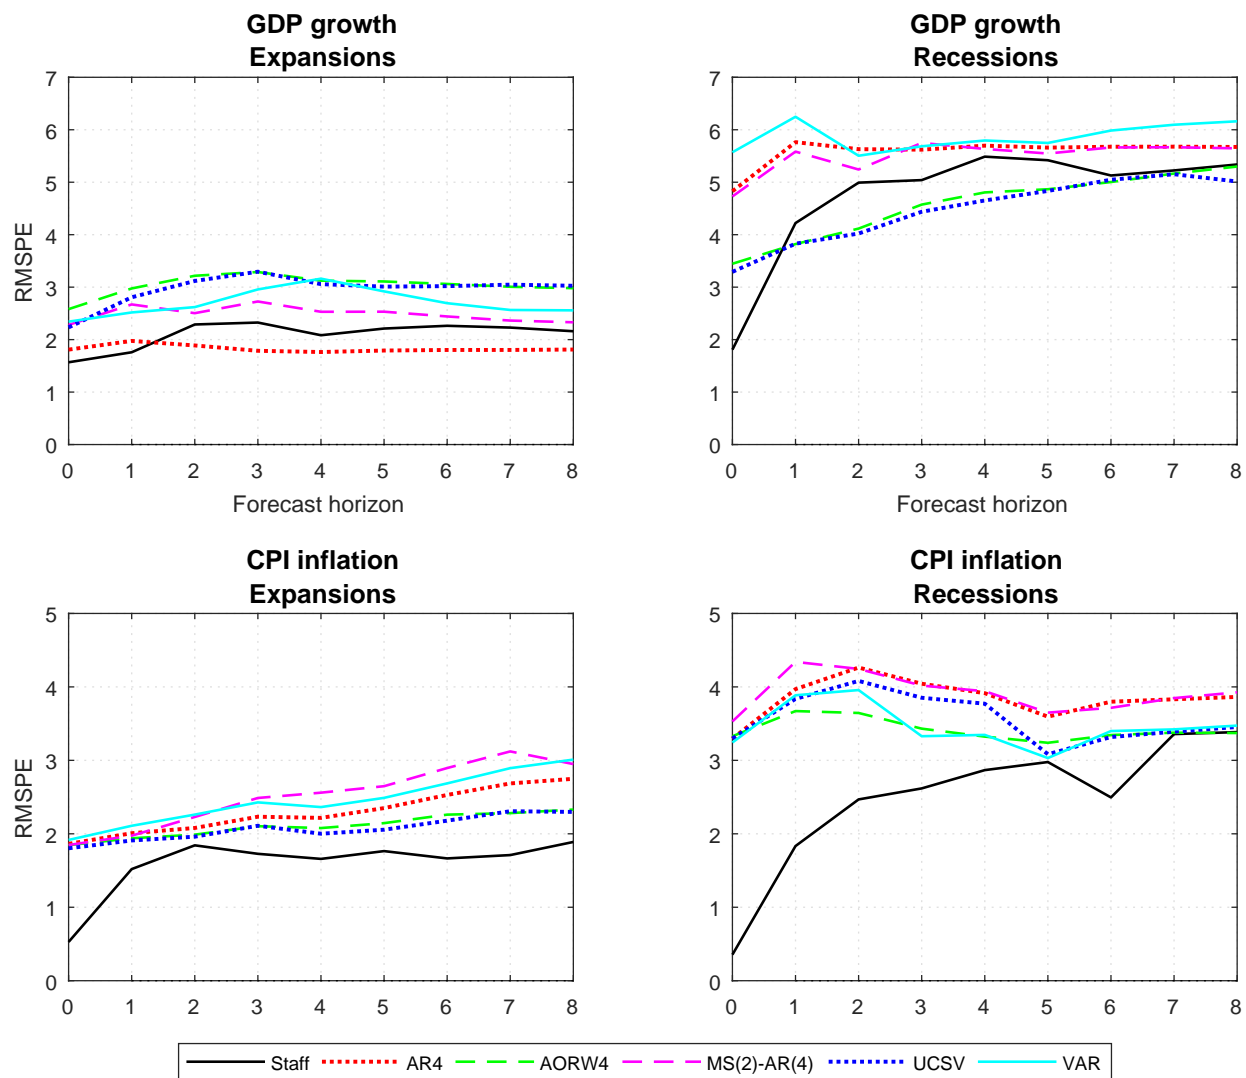 GDP growth
Expansions
7
6
5
4
3
2
1
0
RMSPE
0 1 2 3 4 5 6 7 8
Forecast horizon
GDP growth
Recessions
7
6
5
4
3
2
1
0
0 1 2 3 4 5 6 7 8
Forecast horizon
CPI inflation
Expansions
5
4
3
2
1
0
RMSPE
0 1 2 3 4 5 6 7 8
CPI inflation
Recessions
5
4
3
2
1
0
0 1 2 3 4 5 6 7 8
Staff AR4 AORW4 MS(2)-AR(4) UCSV VAR